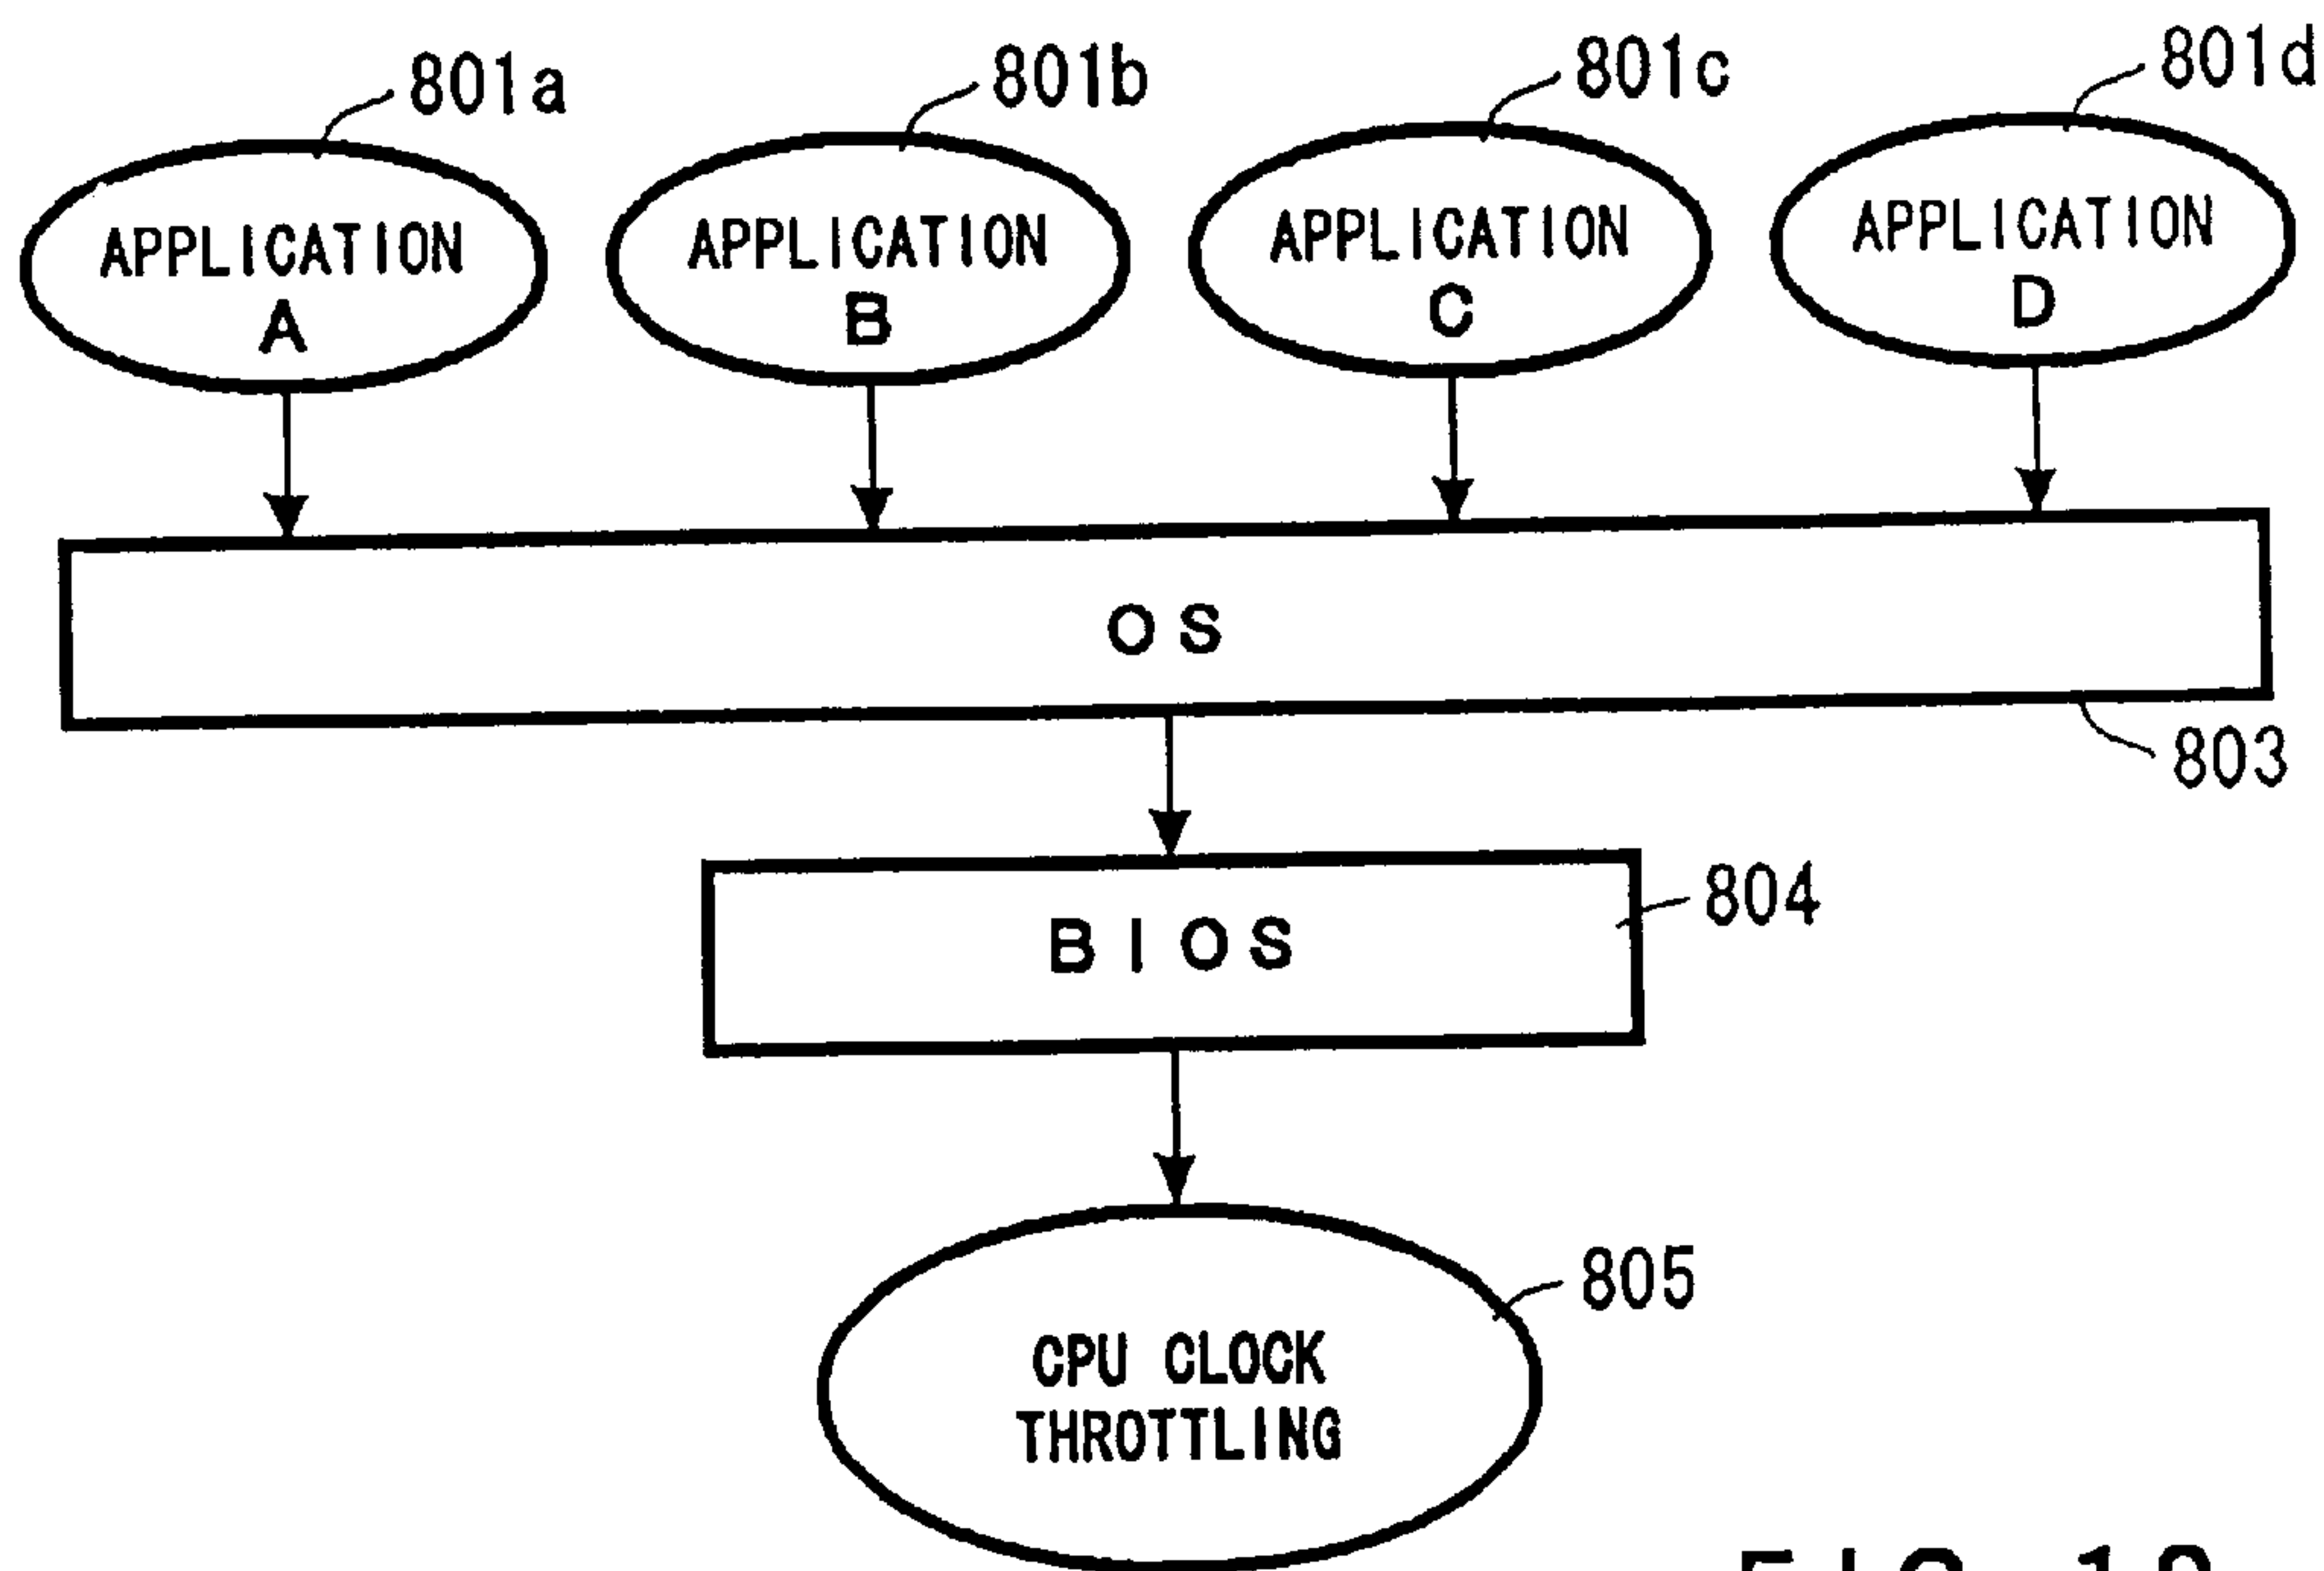 801a
801b
801c
801d
APPLICATION
A
APPLICATION
B
APPLICATION
C
APPLICATION
D
OS
803
BIOS
804
805
CPU CLOCK
THROTTLING